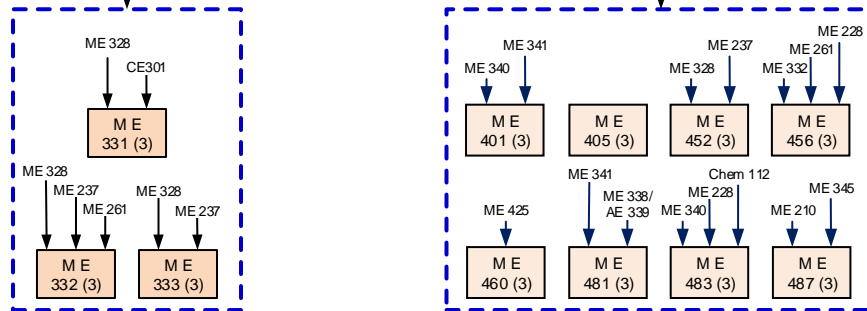 ME 328
CE301
M E
331 (3)
ME 328
ME 237
ME 261
M E
332 (3)
ME 328
ME 237
M E
333 (3)
ME 340
ME 341
M E
401 (3)
M E
405 (3)
ME 328
ME 237
M E
452 (3)
ME 332
ME 261
ME 228
M E
456 (3)
ME 425
M E
460 (3)
ME 341
ME 338/
AE 339
M E
481 (3)
ME 340
ME 228
Chem 112
M E
483 (3)
ME 210
ME 345
M E
487 (3)